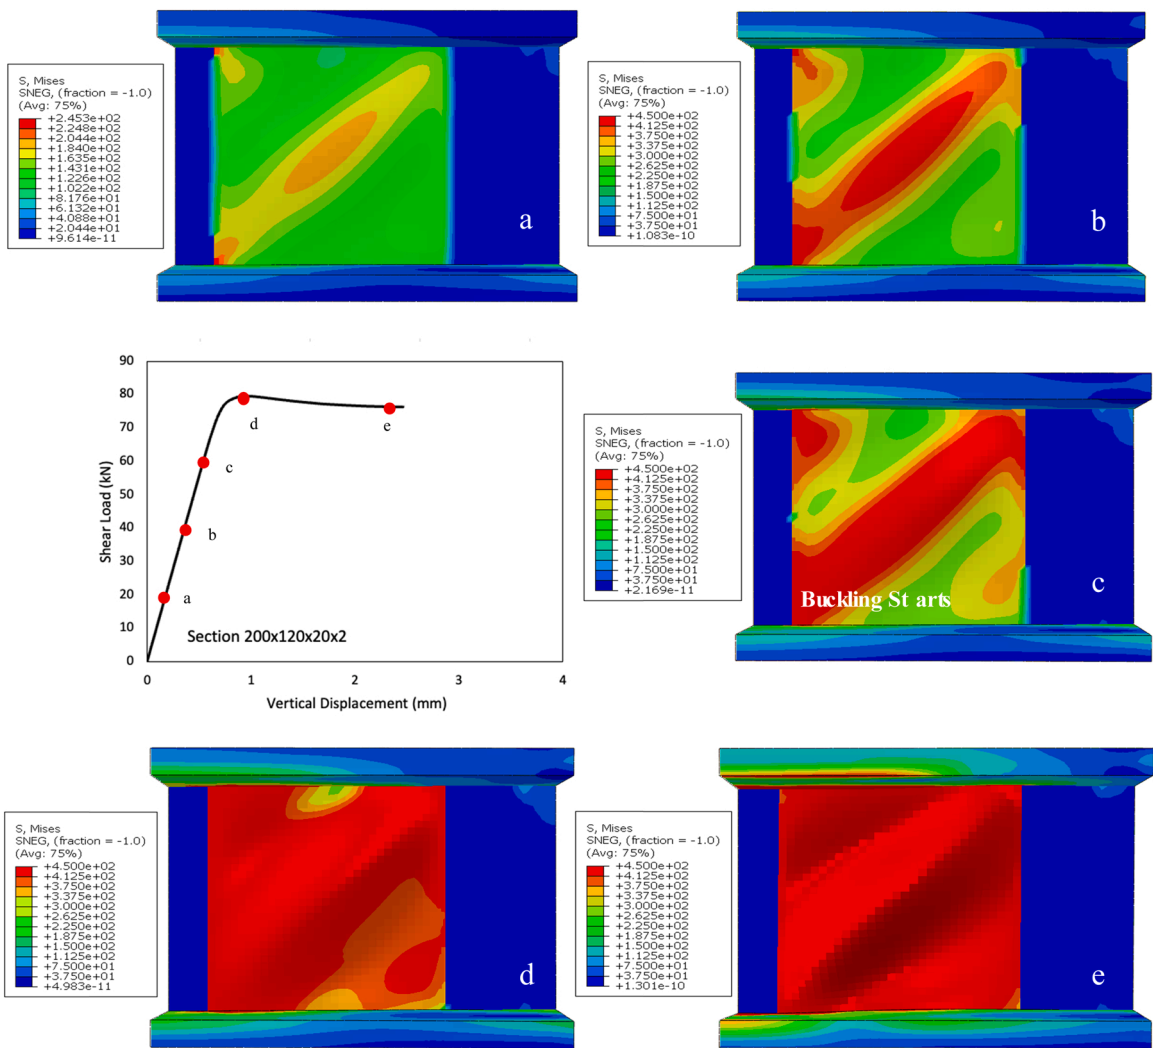 S, Mises
SNEG, (fraction = -1.0)
(Avg: 75%)
+2.453e+02
+2.248e+02
+2.044e+02
+1.840e+02
+1.635e+02
+1.431e+02
+1.226e+02
+1.022e+02
+8.176e+01
+6.132e+01
+4.088e+01
+2.044e+01
+9.614e-11
a
S, Mises
SNEG, (fraction = -1.0)
(Avg: 75%)
+4.500e+02
+4.125e+02
+3.750e+02
+3.375e+02
+3.000e+02
+2.625e+02
+2.250e+02
+1.875e+02
+1.500e+02
+1.125e+02
+7.500e+01
+3.750e+01
+1.083e-10
b
90
80
70
60
50
40
30
20
10
0
Shear Load (kN)
a
b
c
d
e
Section 200x120x20x2
0
1
2
3
4
Vertical Displacement (mm)
S, Mises
SNEG, (fraction = -1.0)
(Avg: 75%)
+4.500e+02
+4.125e+02
+3.750e+02
+3.375e+02
+3.000e+02
+2.625e+02
+2.250e+02
+1.875e+02
+1.500e+02
+1.125e+02
+7.500e+01
+3.750e+01
+2.169e-11
Buckling St arts
c
S, Mises
SNEG, (fraction = -1.0)
(Avg: 75%)
+4.500e+02
+4.125e+02
+3.750e+02
+3.375e+02
+3.000e+02
+2.625e+02
+2.250e+02
+1.875e+02
+1.500e+02
+1.125e+02
+7.500e+01
+3.750e+01
+4.983e-11
d
S, Mises
SNEG, (fraction = -1.0)
(Avg: 75%)
+4.500e+02
+4.125e+02
+3.750e+02
+3.375e+02
+3.000e+02
+2.625e+02
+2.250e+02
+1.875e+02
+1.500e+02
+1.125e+02
+7.500e+01
+3.750e+01
+1.301e-10
e